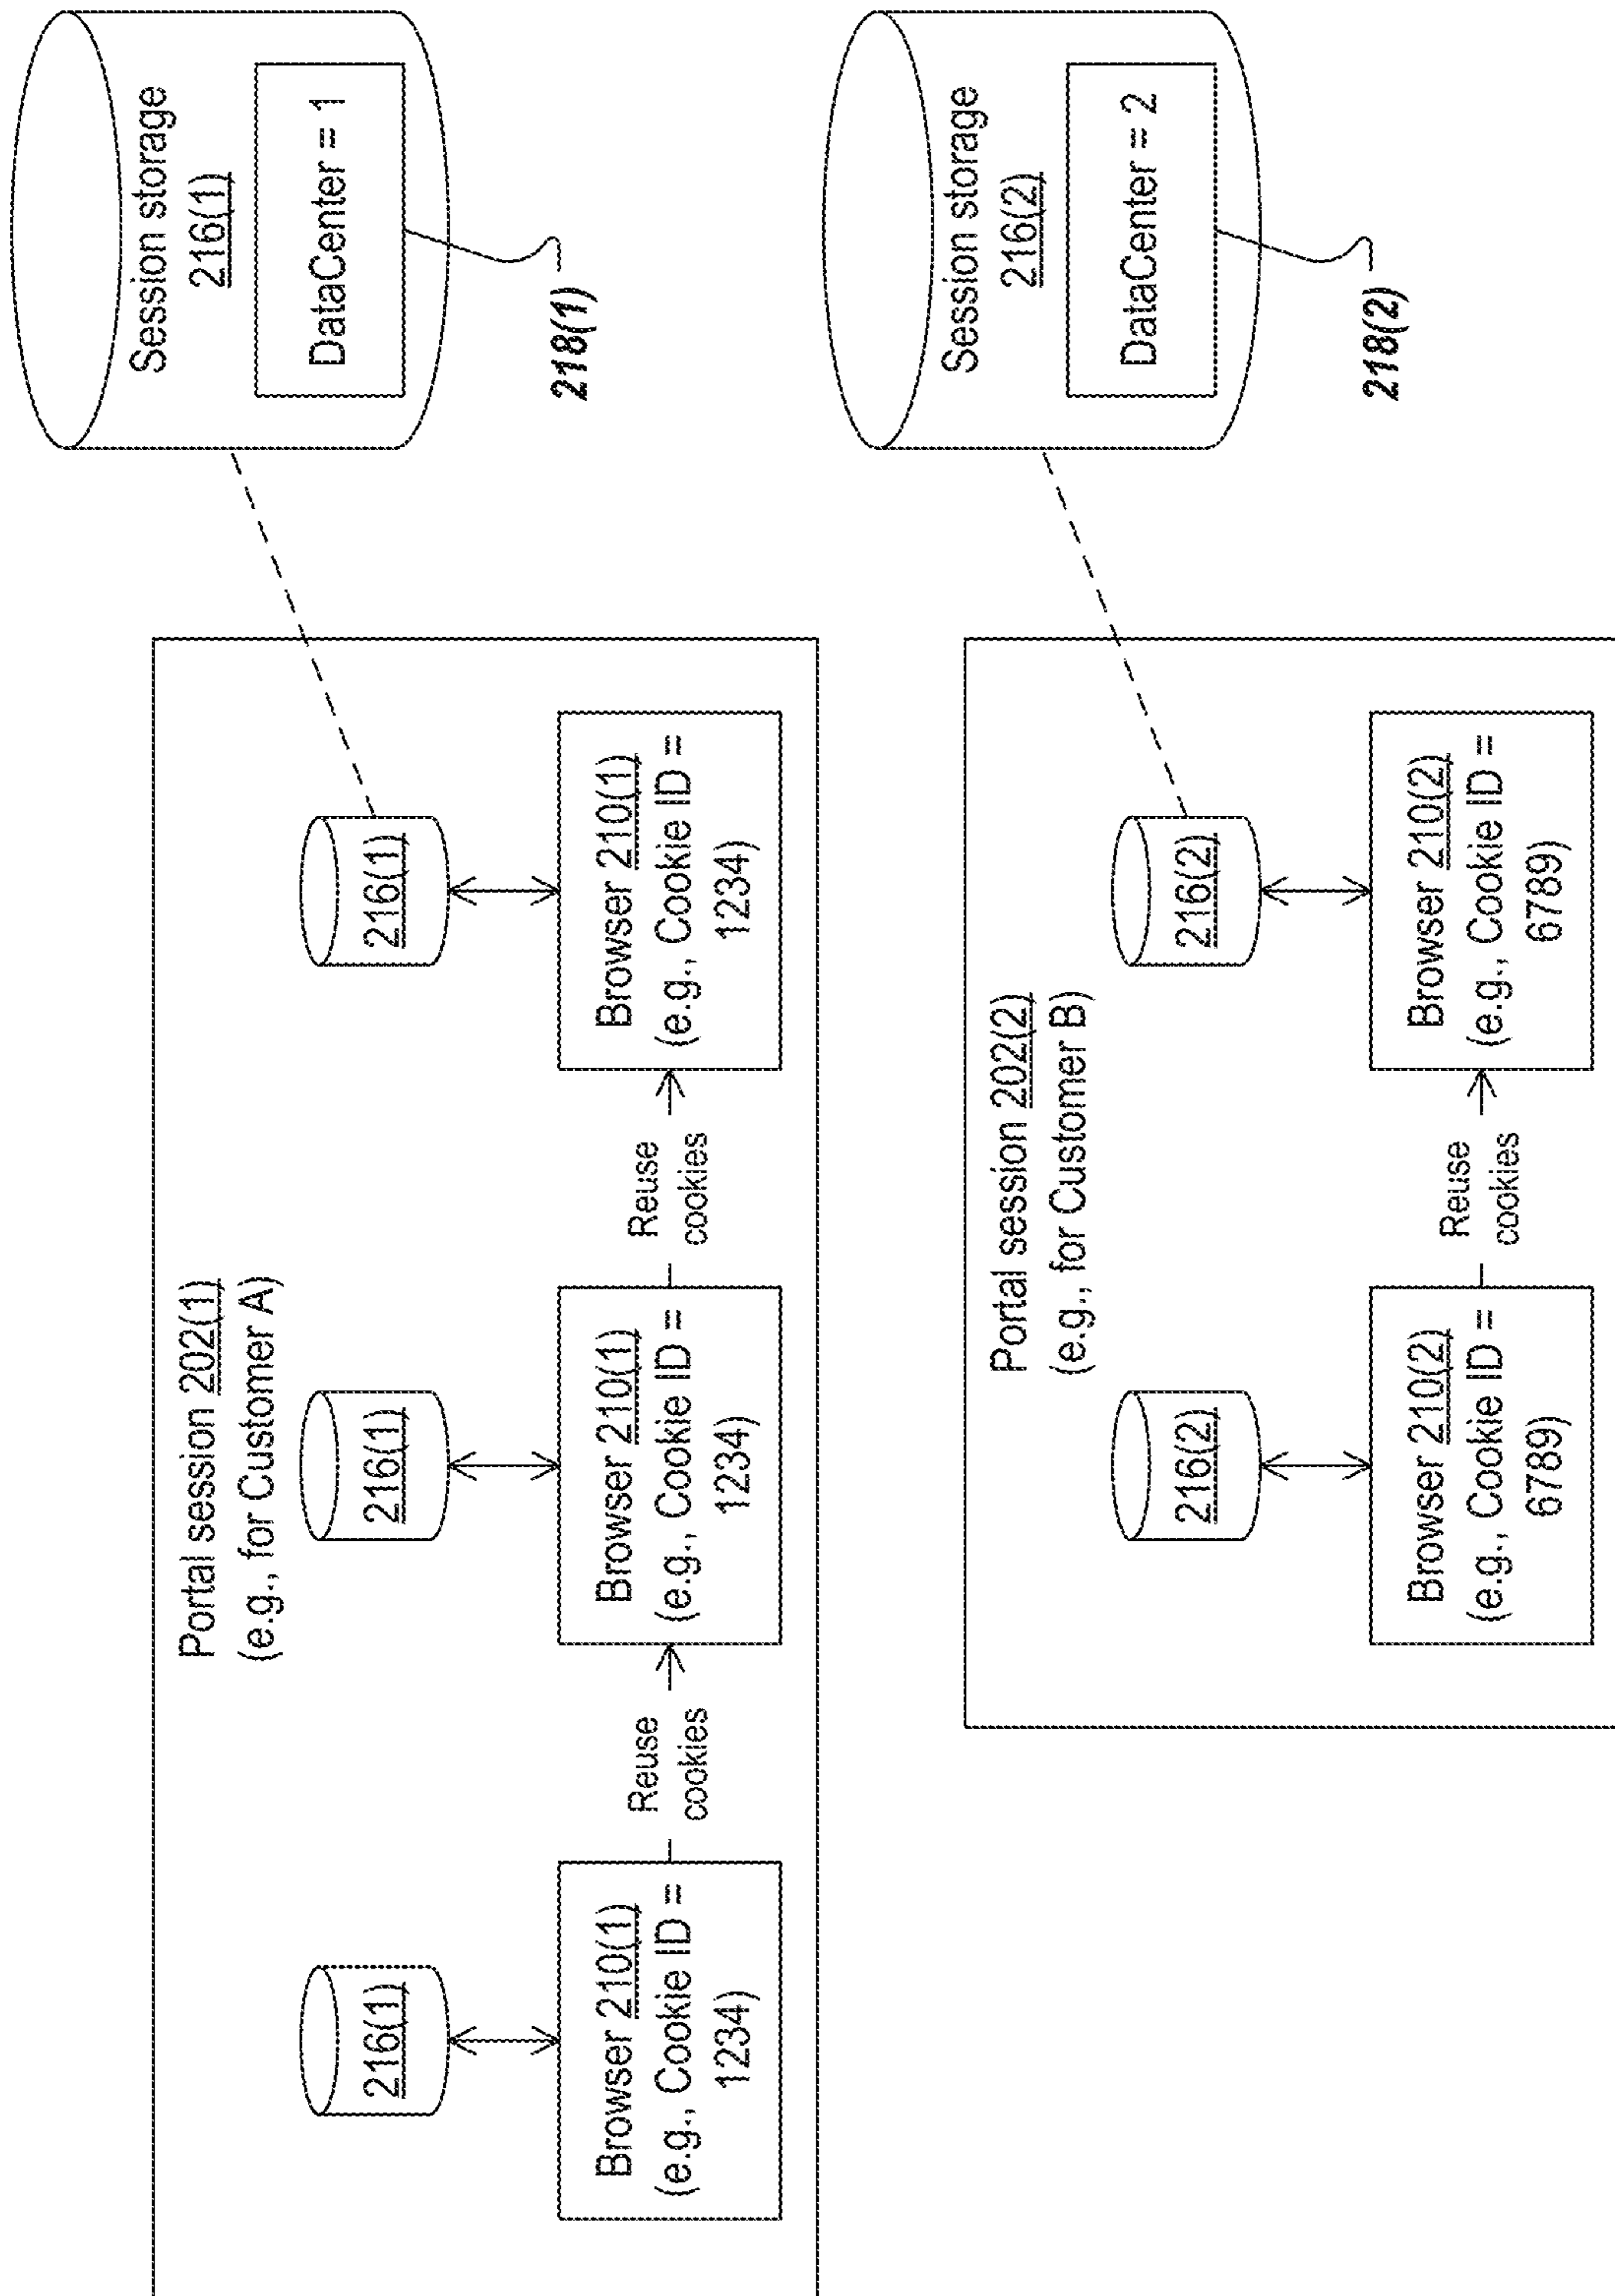 Portal session 202(1)
(e.g., for Customer A)
216(1)
216(1)
216(1)
Browser 210(1)
(e.g., Cookie ID =
1234)
Reuse
cookies
Browser 210(1)
(e.g., Cookie ID =
1234)
Reuse
cookies
Browser 210(1)
(e.g., Cookie ID =
1234)
Session storage
216(1)
DataCenter = 1
218(1)
Portal session 202(2)
(e.g., for Customer B)
216(2)
216(2)
Browser 210(2)
(e.g., Cookie ID =
6789)
Reuse
cookies
Browser 210(2)
(e.g., Cookie ID =
6789)
Session storage
216(2)
DataCenter = 2
218(2)